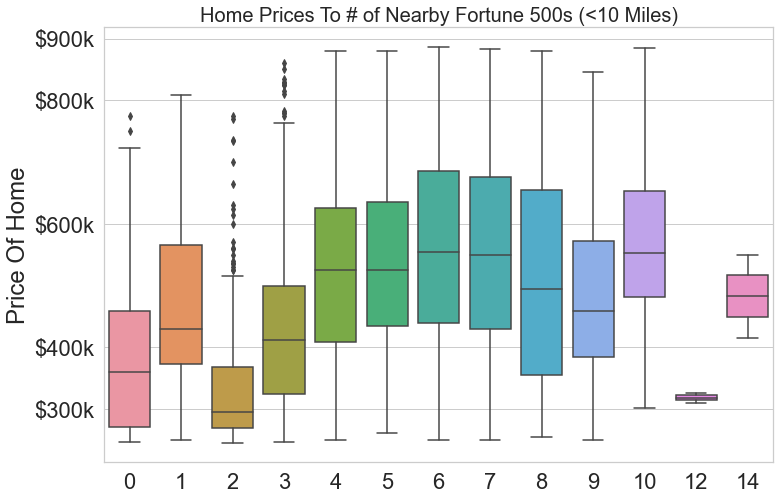 Home Prices To # of Nearby Fortune 500s (<10 Miles)
$900k
$800k
$600k
$400k
$300k
Price Of Home
0 1 2 3 4 5 6 7 8 9 10 12 14